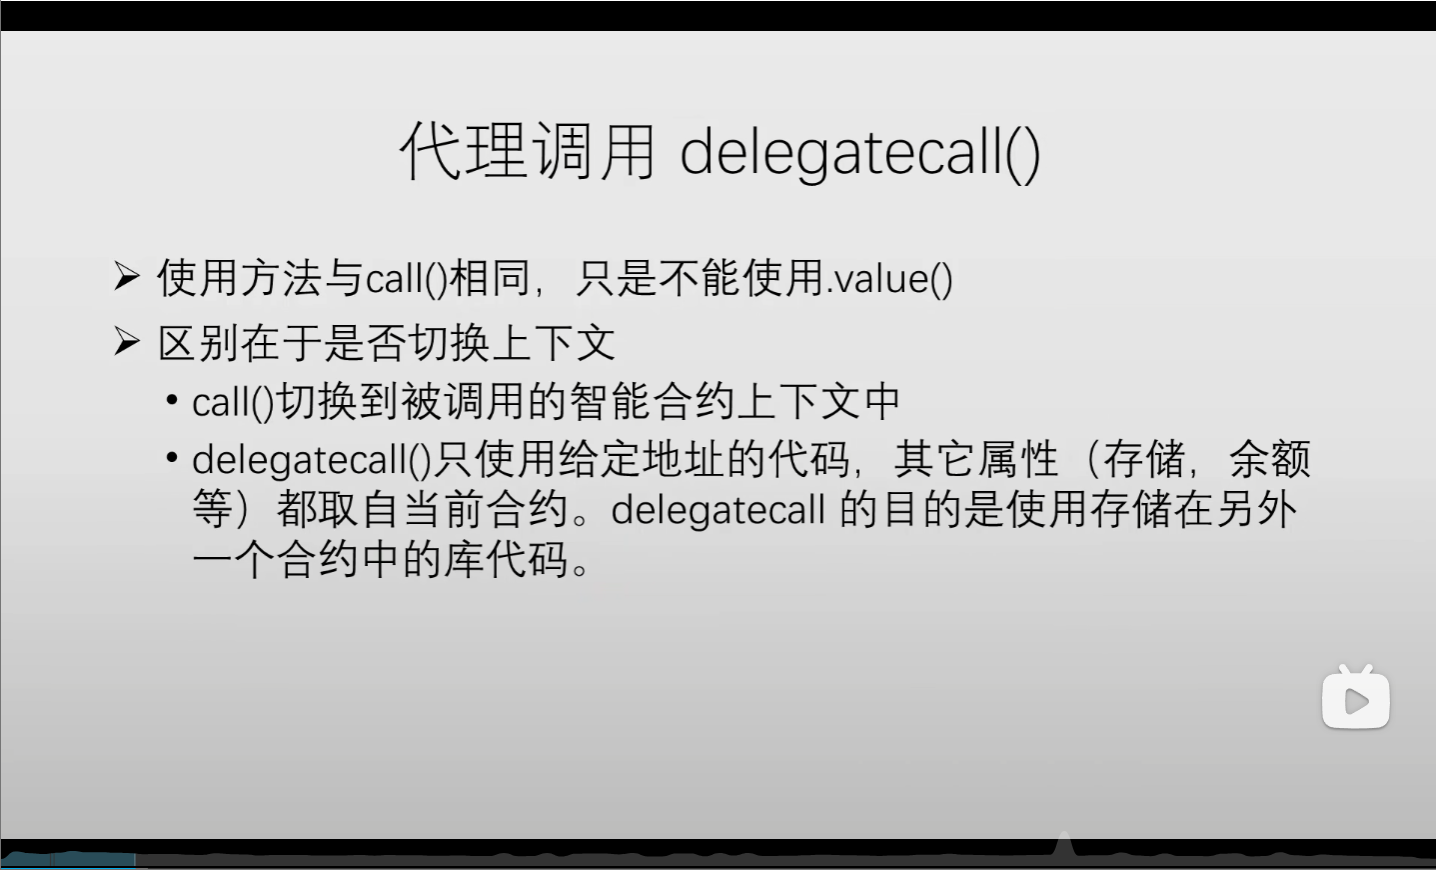 代理调用 delegatecall()
➢ 使用方法与call()相同，只是不能使用.value()
➢ 区别在于是否切换上下文
• call()切换到被调用的智能合约上下文中
• delegatecall()只使用给定地址的代码，其它属性（存储，余额
等）都取自当前合约。delegatecall 的目的是使用存储在另外
一个合约中的库代码。